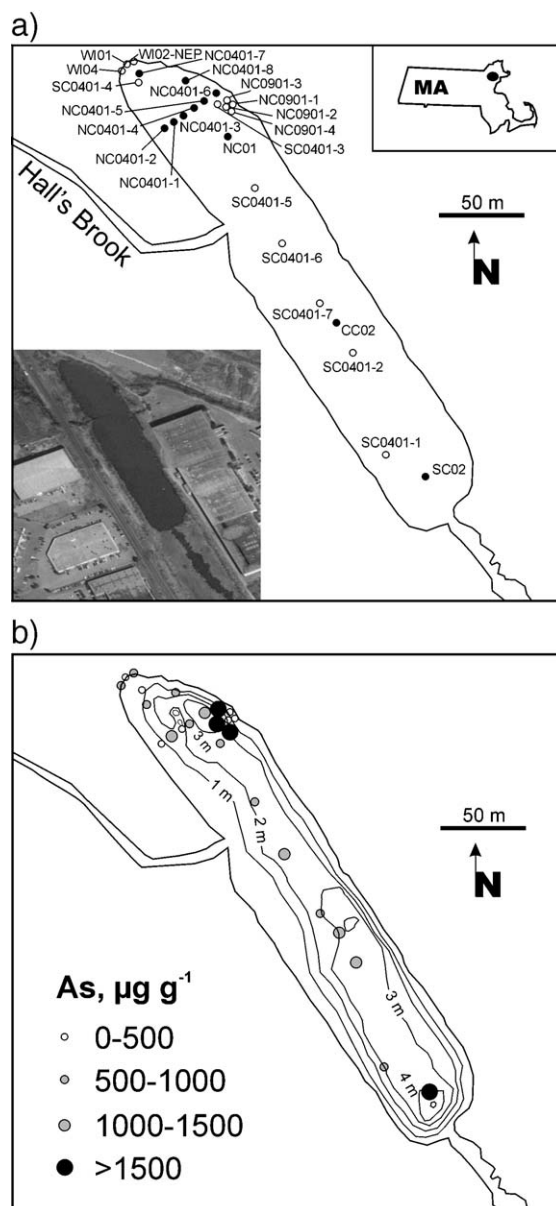 a)
WI01
WI02-NEP
NC0401-7
WI04
NC0401-8
SC0401-4
NC0401-6
NC0901-3
NC0401-5
NC0901-1
NC0401-4
NC0901-2
NC0401-3
NC0901-4
NC0401-2
SC0401-3
NC01
NC0401-1
MA
Hall's Brook
SC0401-5
50 m
N
SC0401-6
SC0401-7
CC02
SC0401-2
SC0401-1
SC02
b)
3 m
1 m
2 m
50 m
N
3 m
4 m
As, µg g⁻¹
0-500
500-1000
1000-1500
>1500